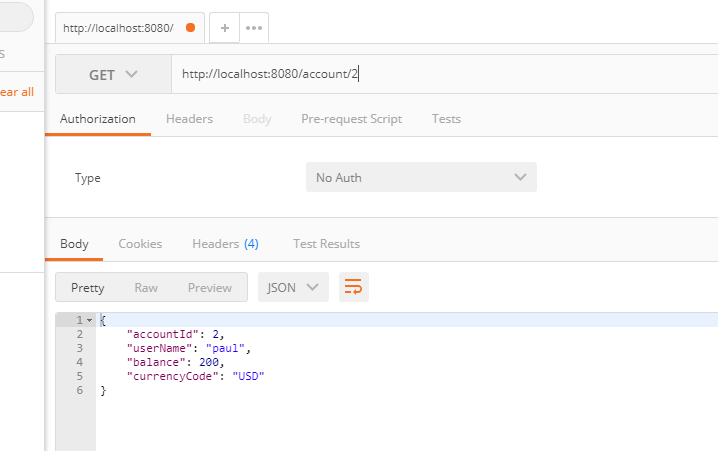 http://localhost:8080/ + •••
s
ear all
GET http://localhost:8080/account/2
Authorization Headers Body Pre-request Script Tests
Type No Auth
Body Cookies Headers (4) Test Results
Pretty Raw Preview JSON
1 {
2 "accountId": 2,
3 "userName": "paul",
4 "balance": 200,
5 "currencyCode": "USD"
6 }